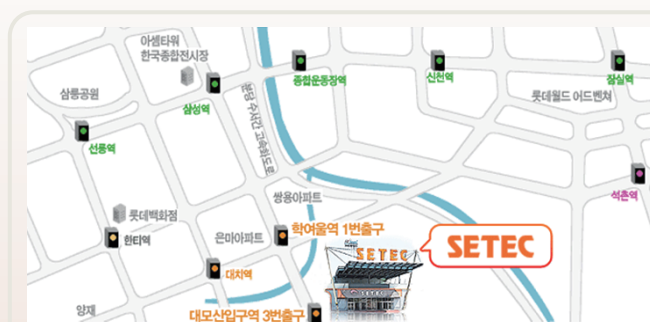 아셈타워
한국종합전시장
종합운동장역
신천역
잠실역
삼릉공원
삼성역
롯데월드 어드벤쳐
분당 수서간 고속화도로
선릉역
석촌역
쌍용아파트
롯데백화점
학여울역 1번출구
한티역
은마아파트
SETEC
SETEC
대치역
양재
대모산입구역 3번출구